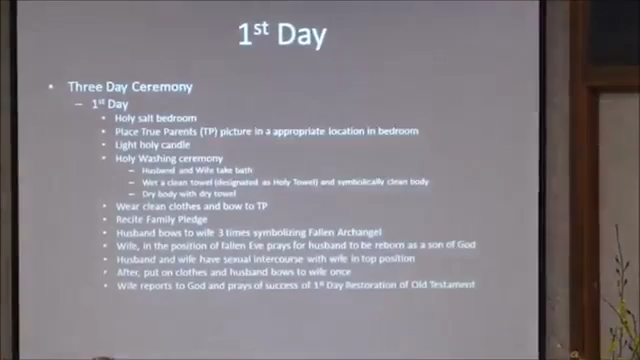 1st Day
• Three Day Ceremony
– 1st Day
• Holy salt bedroom
• Place True Parents (TP) picture in a appropriate location in bedroom
• Light holy candle
• Holy Washing ceremony
– Husband and Wife take bath
– Wet a clean towel (designated as Holy Towel) and symbolically clean body
– Dry body with dry towel
• Wear clean clothes and bow to TP
• Recite Family Pledge
• Husband bows to wife 3 times symbolizing Fallen Archangel
• Wife, in the position of fallen Eve prays for husband to be reborn as a son of God
• Husband and wife have sexual intercourse with wife in top position
• After, put on clothes and husband bows to wife once
• Wife reports to God and prays of success of 1st Day Restoration of Old Testament